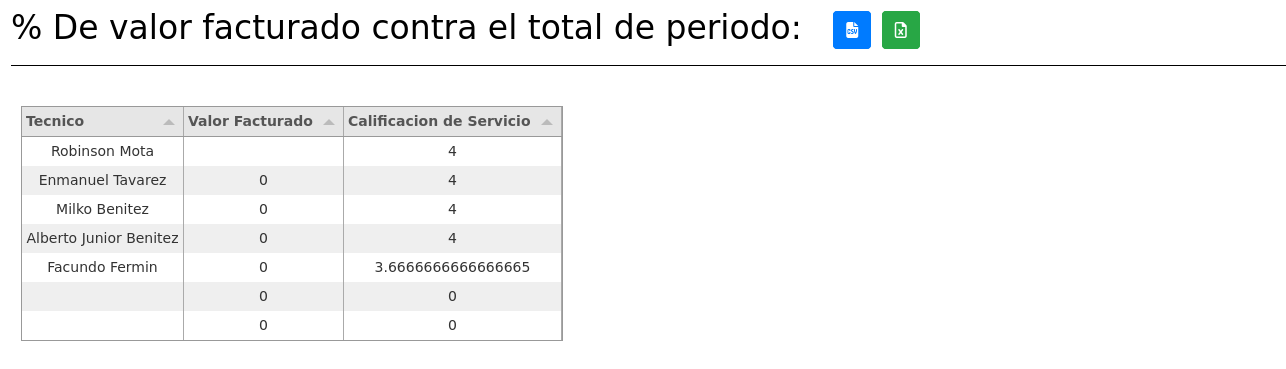 % De valor facturado contra el total de periodo:
CSV
Tecnico Valor Facturado Calificacion de Servicio
Robinson Mota 4
Enmanuel Tavarez 0 4
Milko Benitez 0 4
Alberto Junior Benitez 0 4
Facundo Fermin 0 3.6666666666666665
0 0
0 0